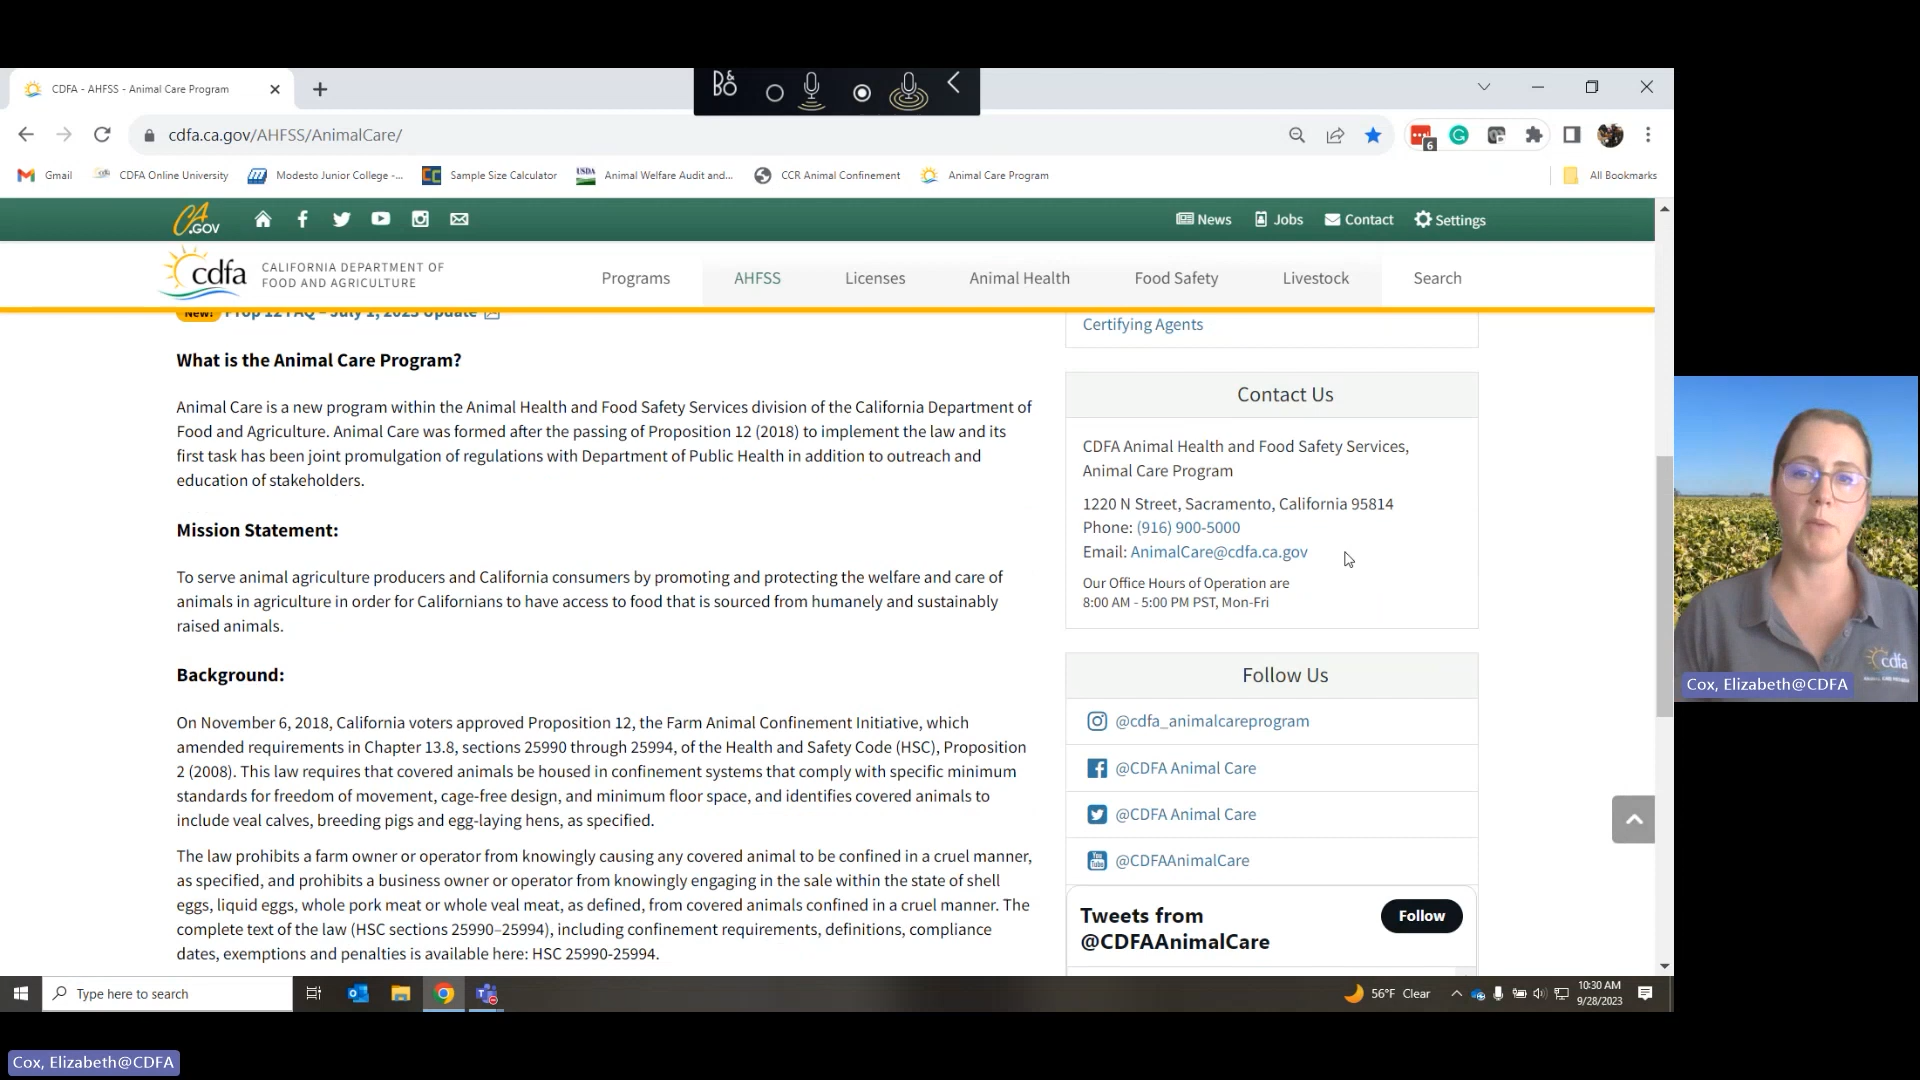 CDFA - AHFSS - Animal Care Program
B&O
cdfa.ca.gov/AHFSS/AnimalCare/
6
Gmail
CDFA Online University
Modesto Junior College -...
Sample Size Calculator
USDA
Animal Welfare Audit and...
CCR Animal Confinement
Animal Care Program
All Bookmarks
CA.GOV
News
Jobs
Contact
Settings
cdfa
CALIFORNIA DEPARTMENT OF
FOOD AND AGRICULTURE
Programs
AHFSS
Licenses
Animal Health
Food Safety
Livestock
Search
New! Prop 12 FAQ - July 1, 2023 Update
What is the Animal Care Program?
Animal Care is a new program within the Animal Health and Food Safety Services division of the California Department of
Food and Agriculture. Animal Care was formed after the passing of Proposition 12 (2018) to implement the law and its
first task has been joint promulgation of regulations with Department of Public Health in addition to outreach and
education of stakeholders.
Mission Statement:
To serve animal agriculture producers and California consumers by promoting and protecting the welfare and care of
animals in agriculture in order for Californians to have access to food that is sourced from humanely and sustainably
raised animals.
Background:
On November 6, 2018, California voters approved Proposition 12, the Farm Animal Confinement Initiative, which
amended requirements in Chapter 13.8, sections 25990 through 25994, of the Health and Safety Code (HSC), Proposition
2 (2008). This law requires that covered animals be housed in confinement systems that comply with specific minimum
standards for freedom of movement, cage-free design, and minimum floor space, and identifies covered animals to
include veal calves, breeding pigs and egg-laying hens, as specified.
The law prohibits a farm owner or operator from knowingly causing any covered animal to be confined in a cruel manner,
as specified, and prohibits a business owner or operator from knowingly engaging in the sale within the state of shell
eggs, liquid eggs, whole pork meat or whole veal meat, as defined, from covered animals confined in a cruel manner. The
complete text of the law (HSC sections 25990–25994), including confinement requirements, definitions, compliance
dates, exemptions and penalties is available here: HSC 25990-25994.
Certifying Agents
Contact Us
CDFA Animal Health and Food Safety Services,
Animal Care Program
1220 N Street, Sacramento, California 95814
Phone: (916) 900-5000
Email: AnimalCare@cdfa.ca.gov
Our Office Hours of Operation are
8:00 AM - 5:00 PM PST, Mon-Fri
Follow Us
@cdfa_animalcareprogram
@CDFA Animal Care
@CDFA Animal Care
@CDFAAnimalCare
Tweets from
@CDFAAnimalCare
Follow
cdfa
Cox, Elizabeth@CDFA
Type here to search
56°F Clear
10:30 AM
9/28/2023
Cox, Elizabeth@CDFA